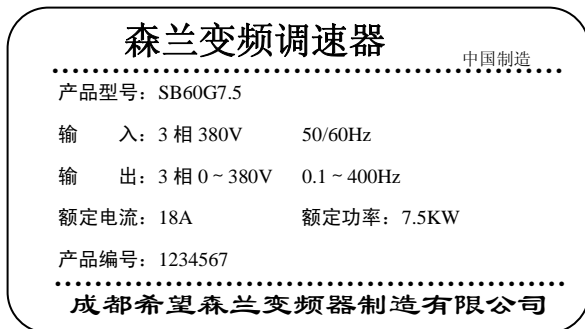 森兰变频调速器
中国制造
产品型号：SB60G7.5
输 入：3 相 380V 50/60Hz
输 出：3 相 0～380V 0.1～400Hz
额定电流：18A 额定功率：7.5KW
产品编号：1234567
成都希望森兰变频器制造有限公司